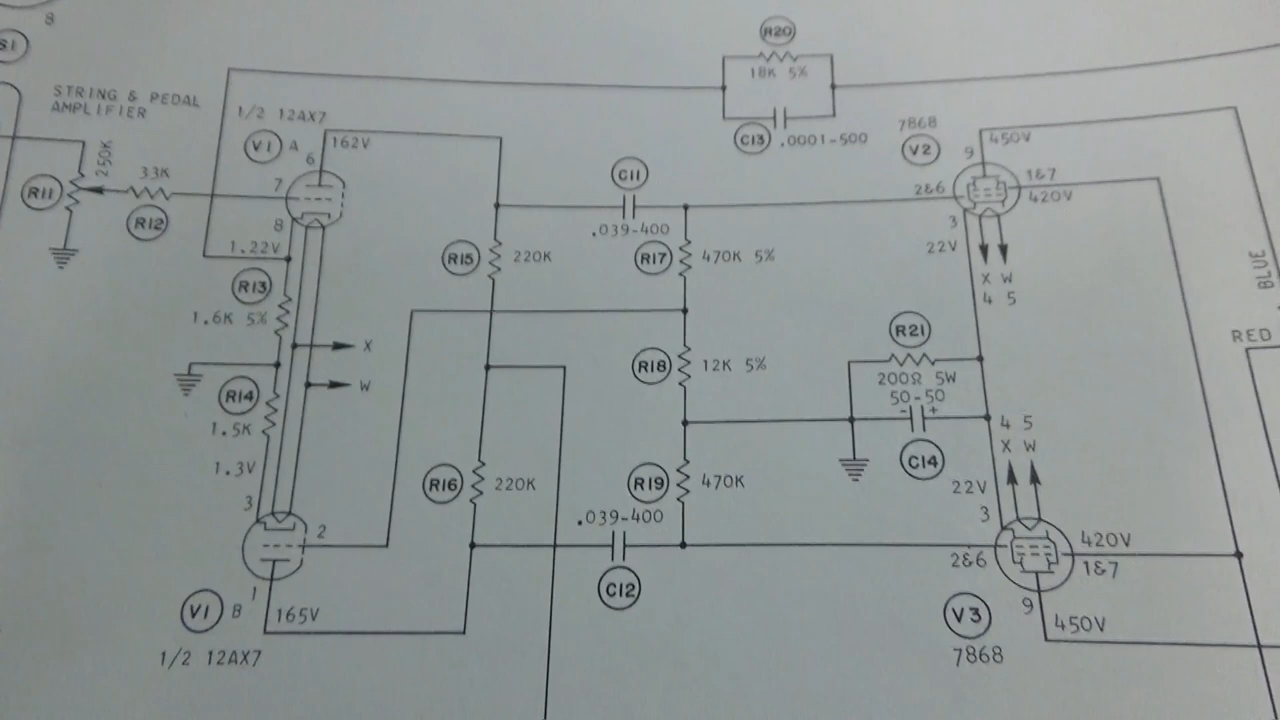 8
S1
R20
18K 5%
C13
.0001-500
STRING & PEDAL
AMPLIFIER
1/2 12AX7
V1 A
6
162V
250K
R11
33K
R12
7
8
1.22V
R13
1.6K 5%
R14
1.5K
1.3V
3
X
W
2
1
V1 B
165V
1/2 12AX7
R15
220K
R16
220K
C11
.039-400
R17
470K 5%
R18
12K 5%
R19
470K
.039-400
C12
7868
V2
9
450V
2&6
1&7
420V
3
22V
X W
4 5
R21
200Ω 5W
50-50
- +
C14
4 5
X W
22V
3
2&6
420V
1&7
9
450V
V3
7868
BLUE
RED